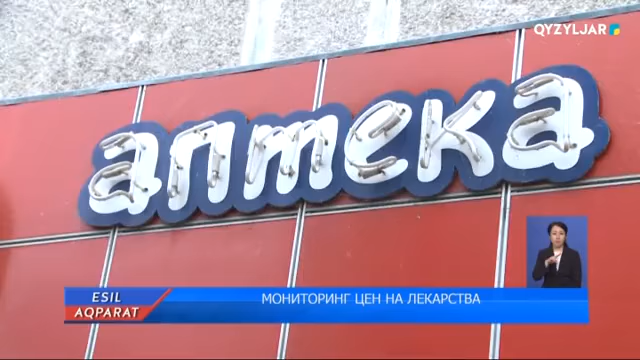 QYZYLJAR
аптека
ESIL
AQPARAT
МОНИТОРИНГ ЦЕН НА ЛЕКАРСТВА